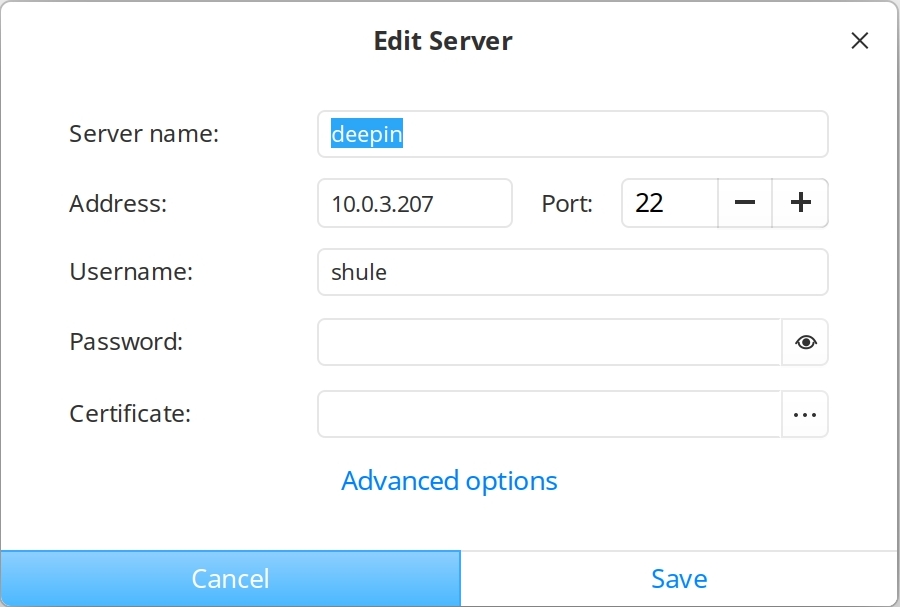 Edit Server
Server name: deepin
Address: 10.0.3.207 Port: 22
Username: shule
Password:
Certificate:
Advanced options
Cancel Save